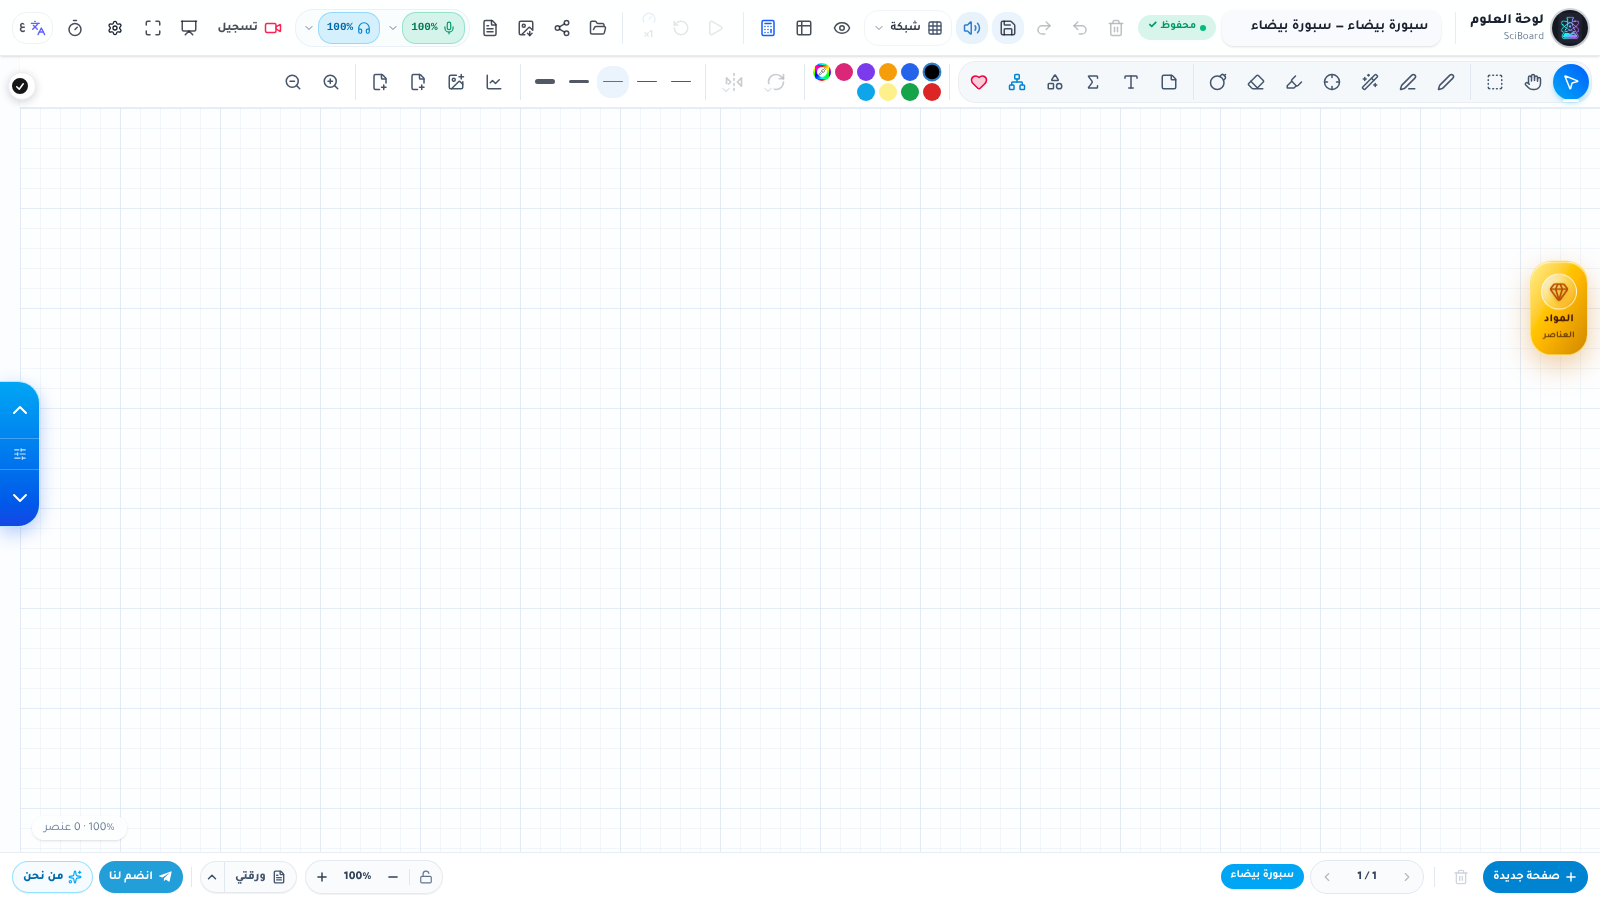 لوحة العلوم
SciBoard
سبورة بيضاء – سبورة بيضاء
محفوظ ✓
شبكة
x1
100%
100%
تسجيل
ع
المواد
العناصر
100% · 0 عنصر
صفحة جديدة
1 / 1
سبورة بيضاء
100%
ورقتي
انضم لنا
من نحن